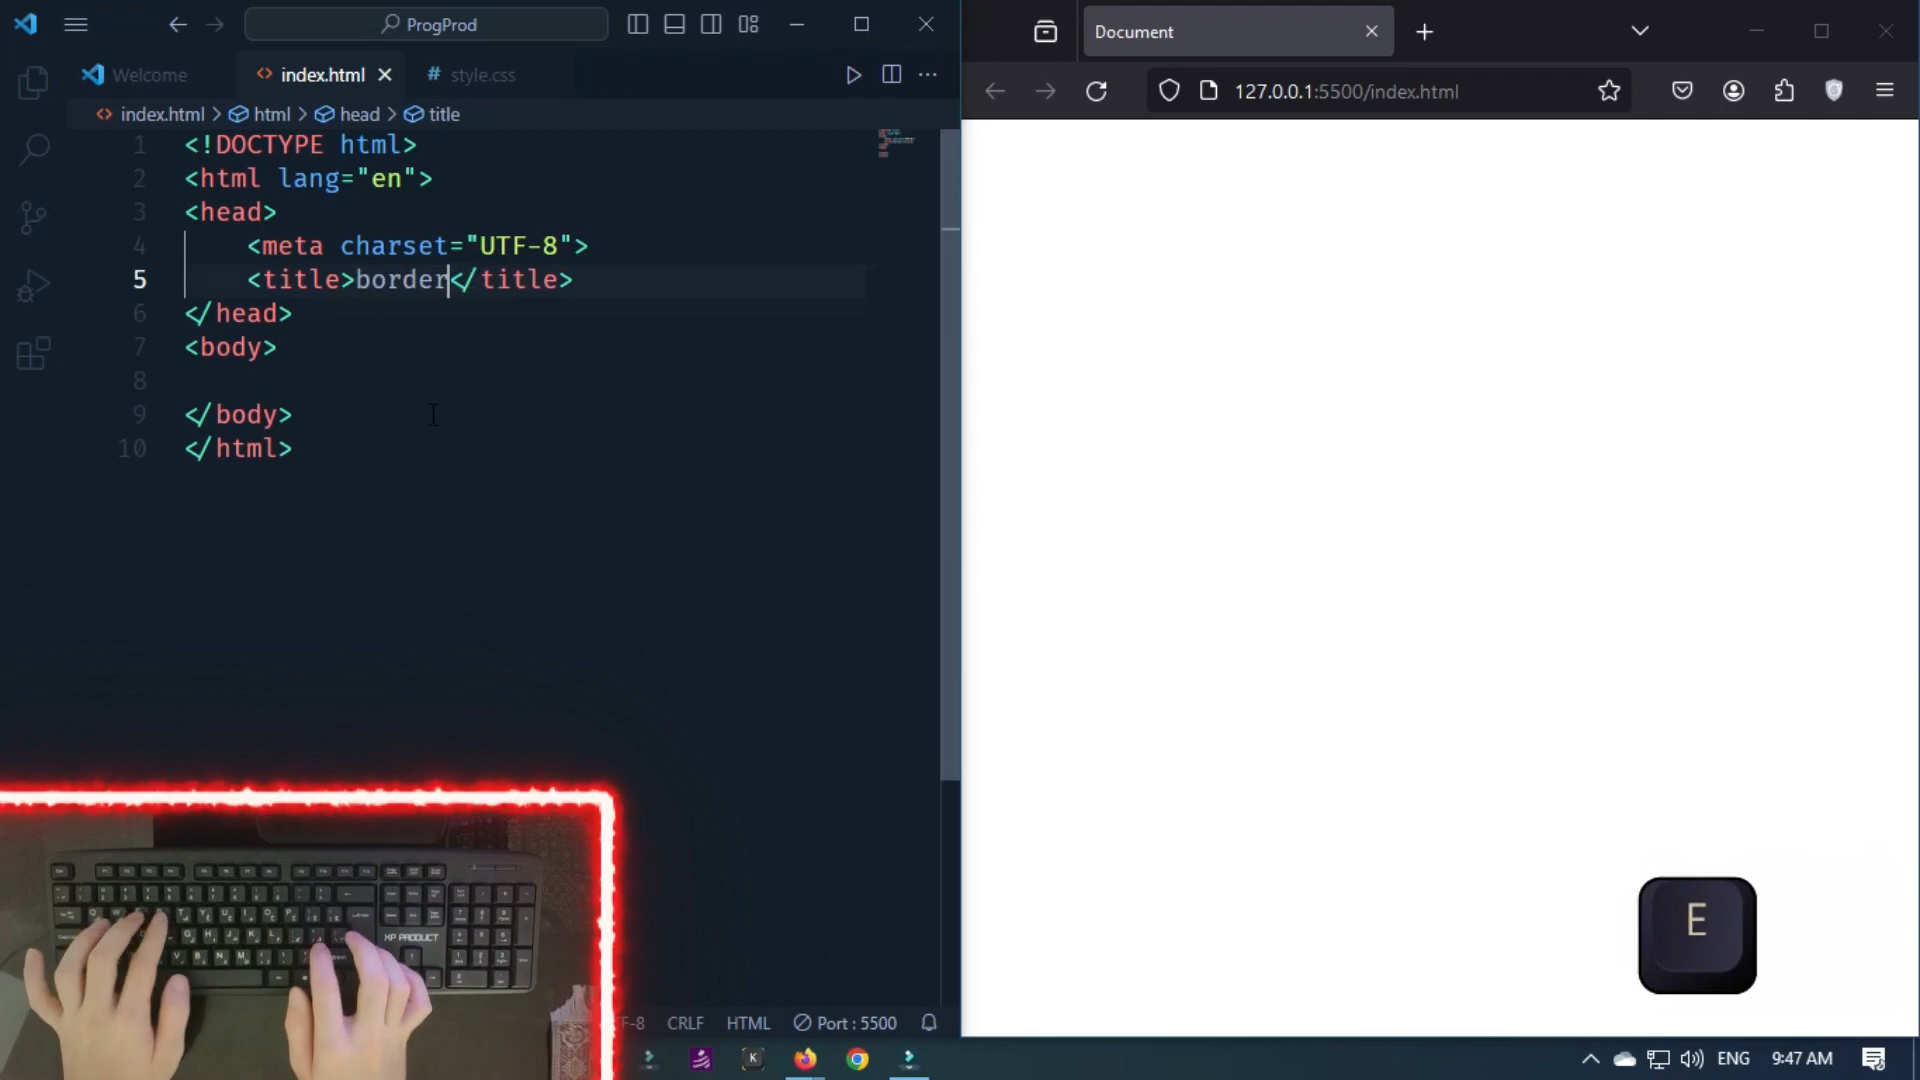 ProgProd
Welcome
index.html
# style.css
index.html > html > head > title
1 <!DOCTYPE html>
2 <html lang="en">
3 <head>
4 <meta charset="UTF-8">
5 <title>border</title>
6 </head>
7 <body>
8
9 </body>
10 </html>
CRLF HTML Port : 5500
Document
127.0.0.1:5500/index.html
XP PRODUCT
E
K
ENG 9:47 AM